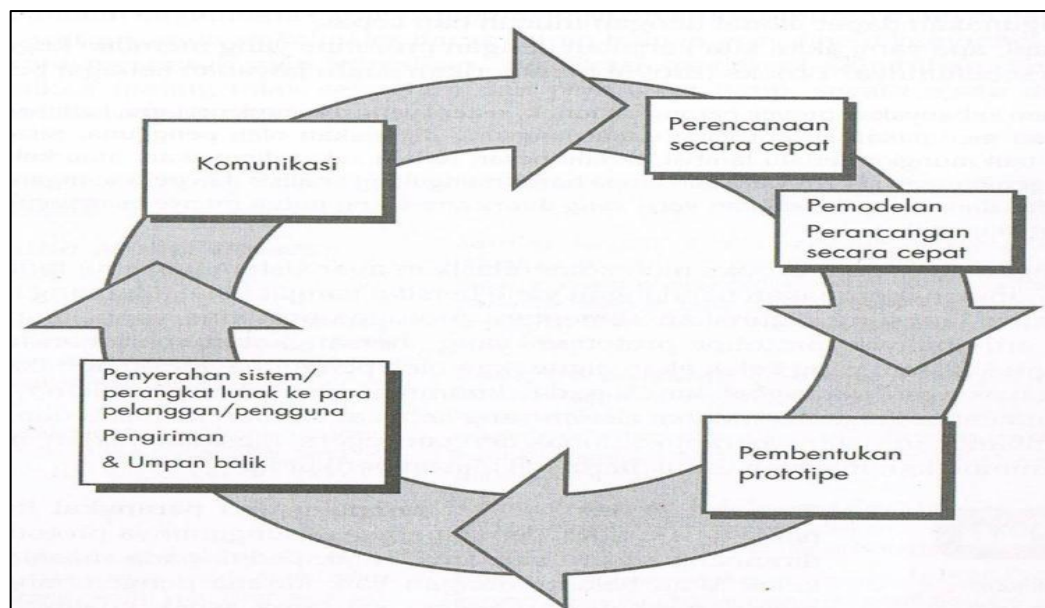 Komunikasi
Perencanaan
secara cepat
Pemodelan
Perancangan
secara cepat
Pembentukan
prototipe
Penyerahan sistem/
perangkat lunak ke para
pelanggan/pengguna
Pengiriman
& Umpan balik